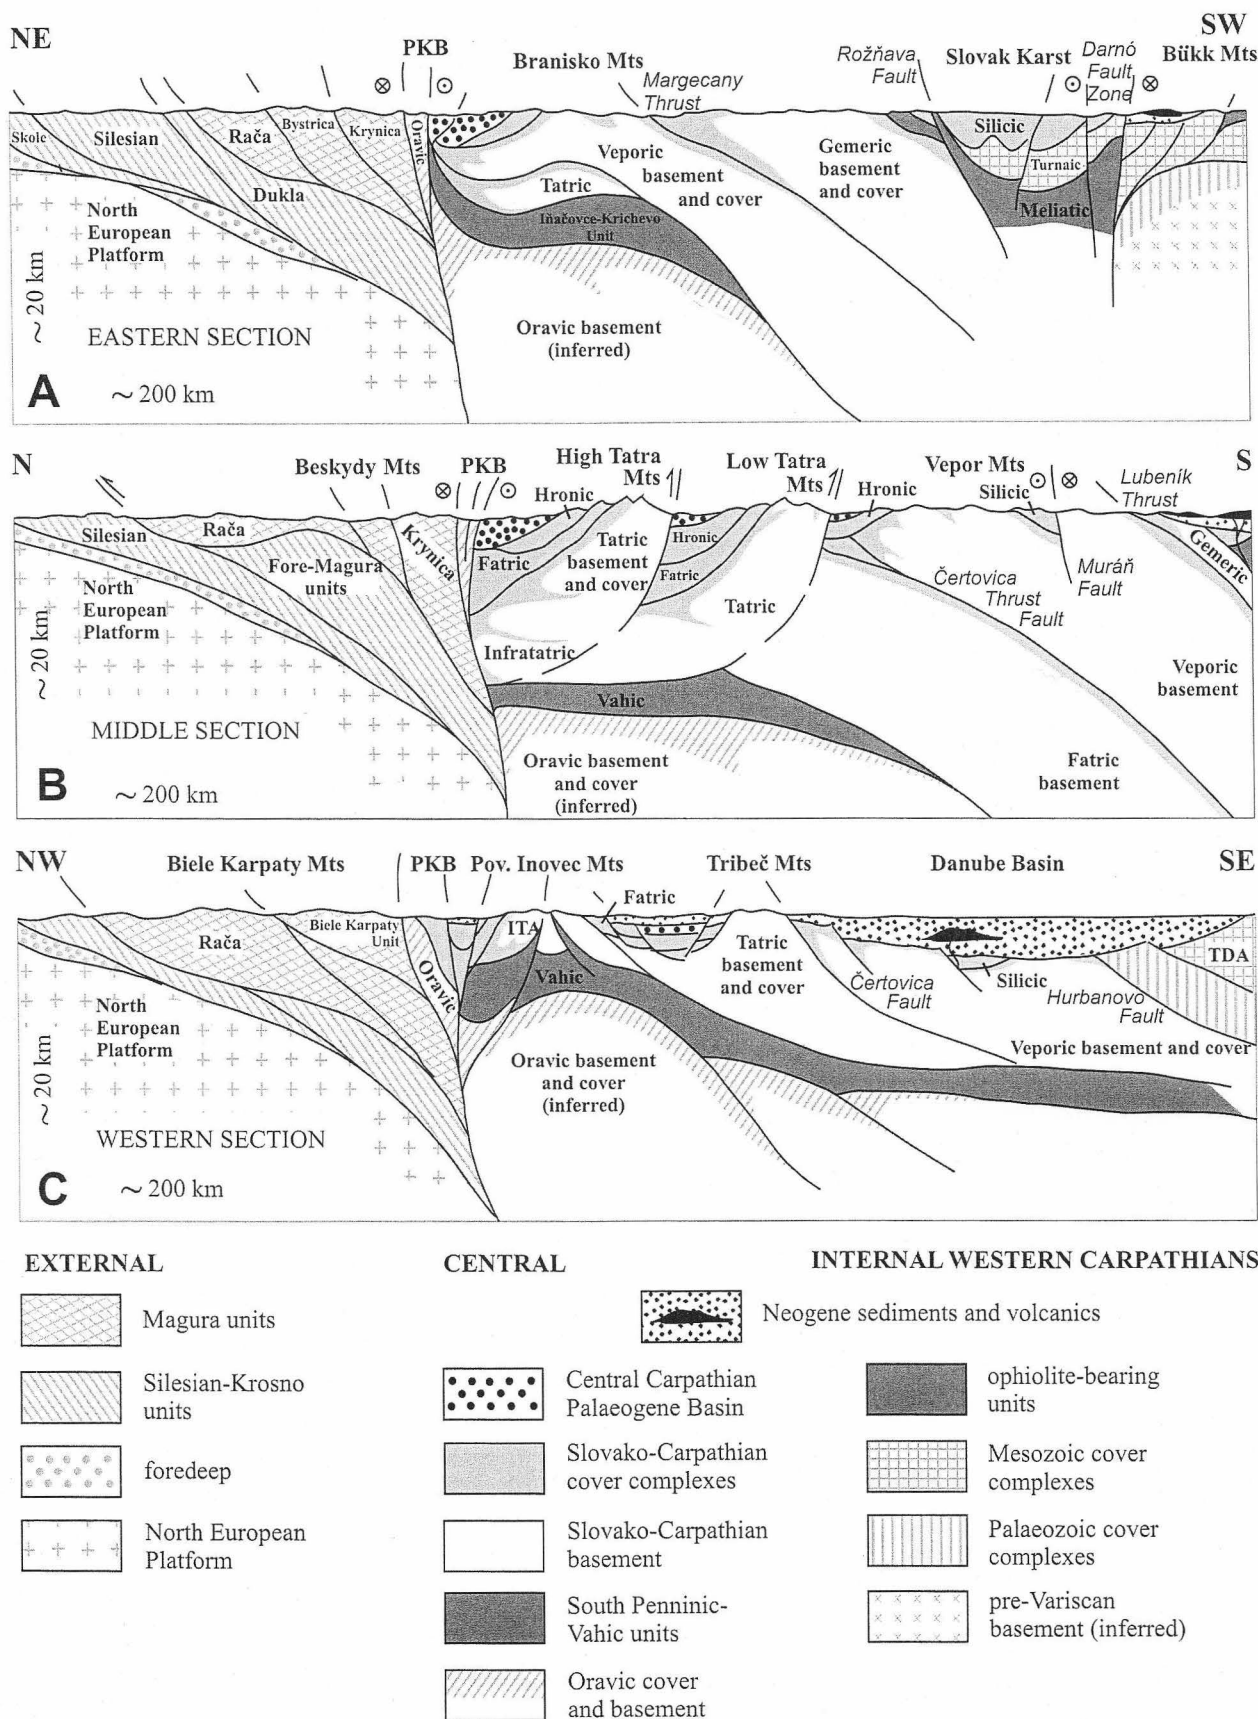 NE
SW
PKB
Branisko Mts
Margecany
Thrust
Rožňava
Fault
Slovak Karst
Darnó
Fault
Zone
Bükk Mts
Skole
Silesian
Rača
Bystrica
Krynica
Oravic
Dukla
North
European
Platform
Tatric
Iňačovce-Krichevo
Unit
Veporic
basement
and cover
Gemeric
basement
and cover
Silicic
Turnaic
Meliatic
Oravic basement
(inferred)
~ 20 km
EASTERN SECTION
A
~ 200 km
N
S
Beskydy Mts
PKB
High Tatra
Mts
Low Tatra
Mts
Vepor Mts
Lubeník
Thrust
Hronic
Hronic
Silicic
Silesian
Rača
Fore-Magura
units
Krynica
Fatric
Tatric
basement
and cover
Hronic
Fatric
Tatric
Infratatric
Vahic
Čertovica
Thrust
Fault
Muráň
Fault
Gemeric
Veporic
basement
Fatric
basement
North
European
Platform
Oravic basement
and cover
(inferred)
~ 20 km
MIDDLE SECTION
B
~ 200 km
NW
SE
Biele Karpaty Mts
PKB
Pov. Inovec Mts
Tribeč Mts
Danube Basin
Fatric
Rača
Biele Karpaty
Unit
Oravic
ITA
Vahic
Tatric
basement
and cover
Čertovica
Fault
Silicic
Hurbanovo
Fault
TDA
Veporic basement and cover
North
European
Platform
Oravic basement
and cover
(inferred)
~ 20 km
WESTERN SECTION
C
~ 200 km
EXTERNAL
CENTRAL
INTERNAL WESTERN CARPATHIANS
Magura units
Silesian-Krosno
units
foredeep
North European
Platform
Neogene sediments and volcanics
Central Carpathian
Palaeogene Basin
Slovako-Carpathian
cover complexes
Slovako-Carpathian
basement
South Penninic-
Vahic units
Oravic cover
and basement
ophiolite-bearing
units
Mesozoic cover
complexes
Palaeozoic cover
complexes
pre-Variscan
basement (inferred)